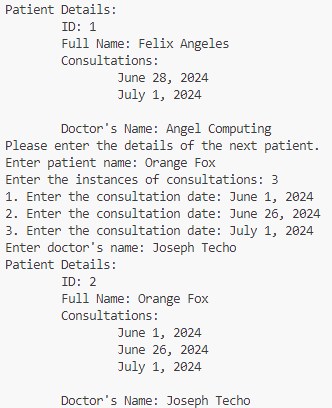 Patient Details:
ID: 1
Full Name: Felix Angeles
Consultations:
June 28, 2024
July 1, 2024
Doctor's Name: Angel Computing
Please enter the details of the next patient.
Enter patient name: Orange Fox
Enter the instances of consultations: 3
1. Enter the consultation date: June 1, 2024
2. Enter the consultation date: June 26, 2024
3. Enter the consultation date: July 1, 2024
Enter doctor's name: Joseph Techo
Patient Details:
ID: 2
Full Name: Orange Fox
Consultations:
June 1, 2024
June 26, 2024
July 1, 2024
Doctor's Name: Joseph Techo